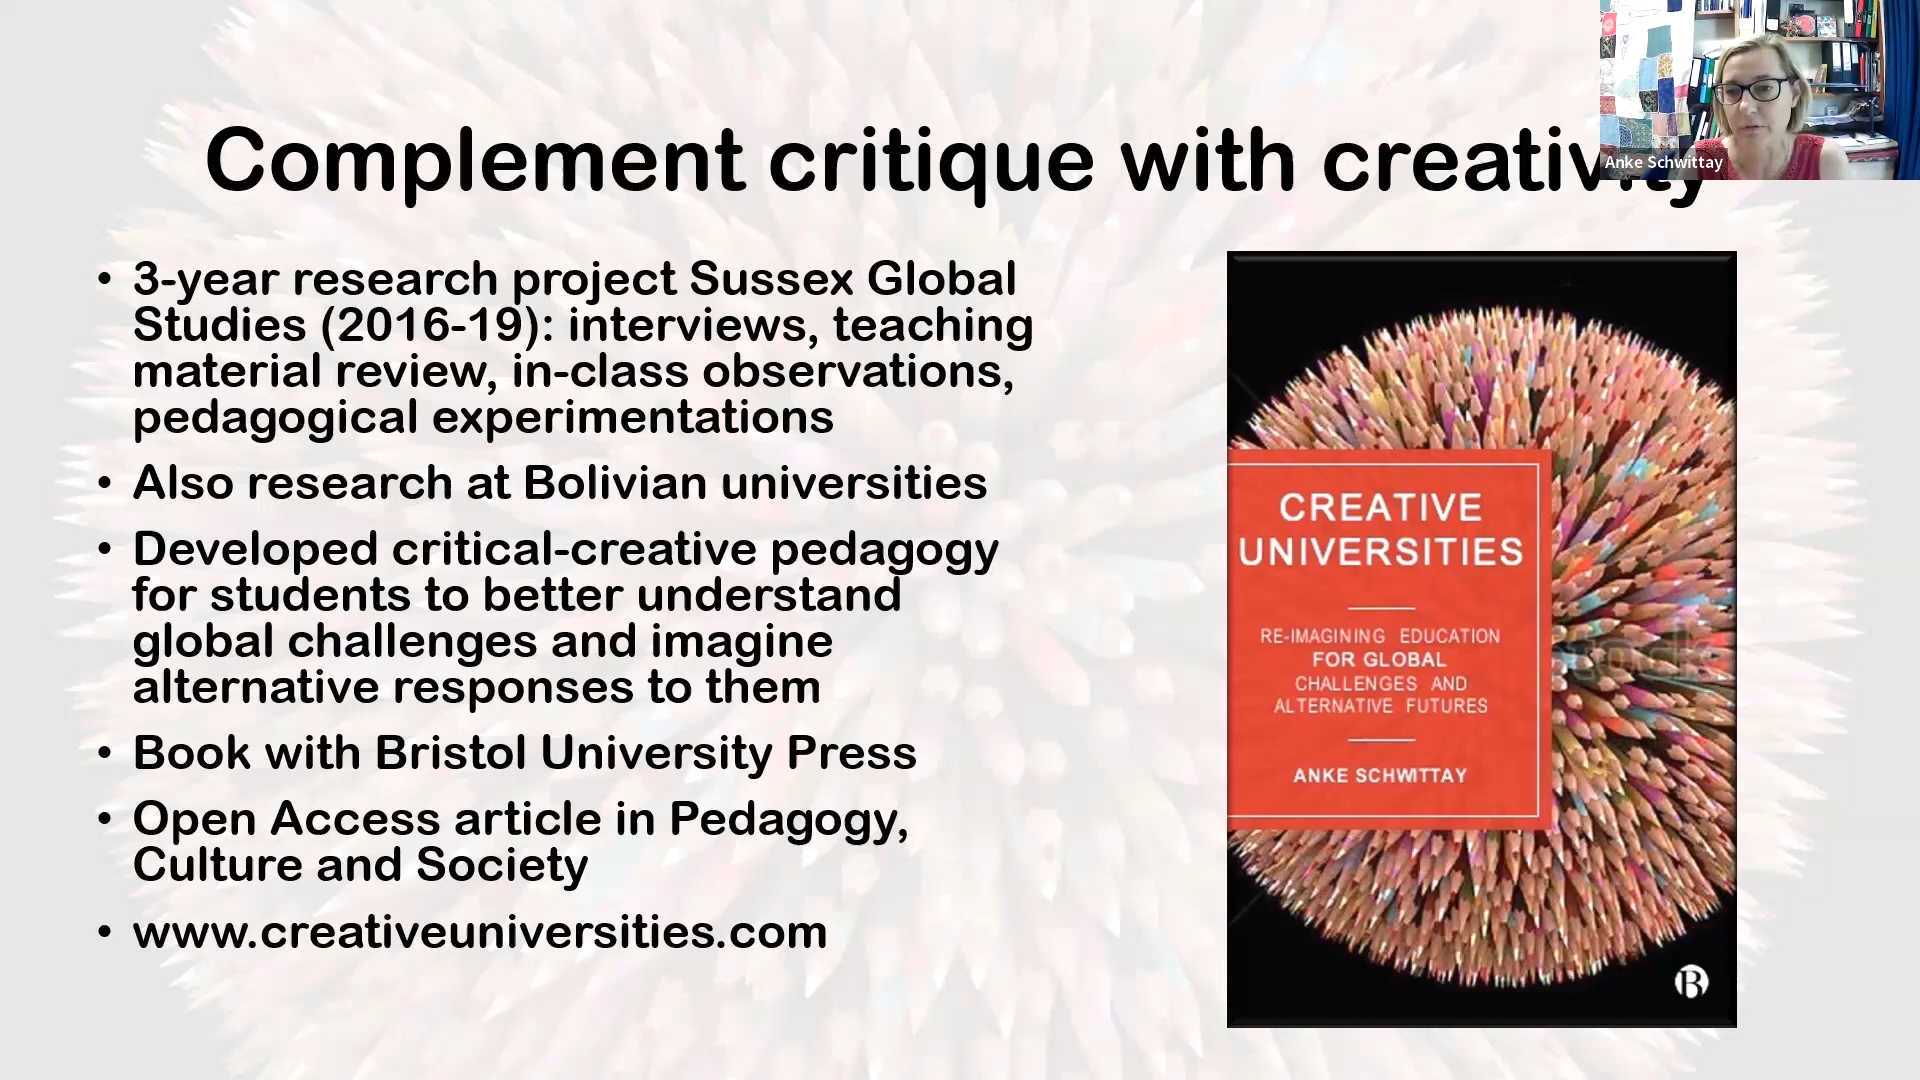 Complement critique with creativity
Anke Schwittay
• 3-year research project Sussex Global
Studies (2016-19): interviews, teaching
material review, in-class observations,
pedagogical experimentations
• Also research at Bolivian universities
• Developed critical-creative pedagogy
for students to better understand
global challenges and imagine
alternative responses to them
• Book with Bristol University Press
• Open Access article in Pedagogy,
Culture and Society
• www.creativeuniversities.com
CREATIVE
UNIVERSITIES
RE-IMAGINING EDUCATION
FOR GLOBAL
CHALLENGES AND
ALTERNATIVE FUTURES
ANKE SCHWITTAY
B